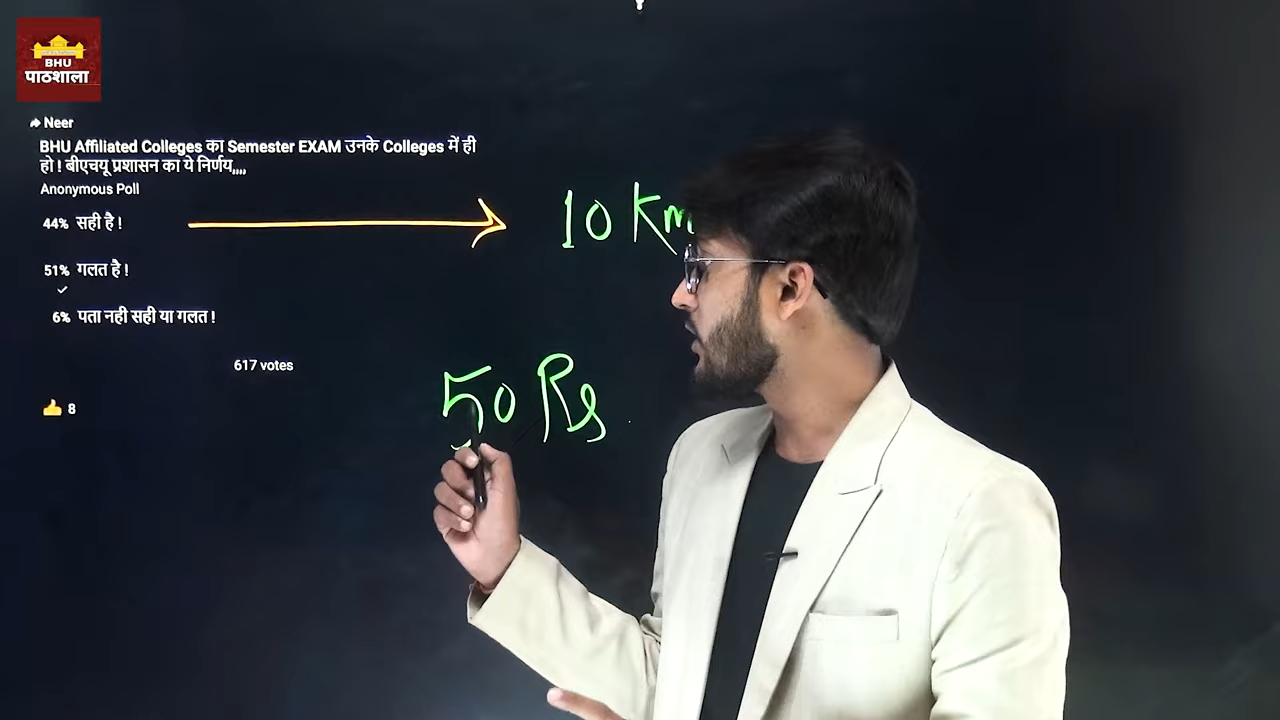 BHU
पाठशाला
Neer
BHU Affiliated Colleges का Semester EXAM उनके Colleges में ही
हो ! बीएचयू प्रशासन का ये निर्णय,,,,
Anonymous Poll
44% सही है !
10 Km
51% गलत है !
6% पता नही सही या गलत !
617 votes
50 Rs
8